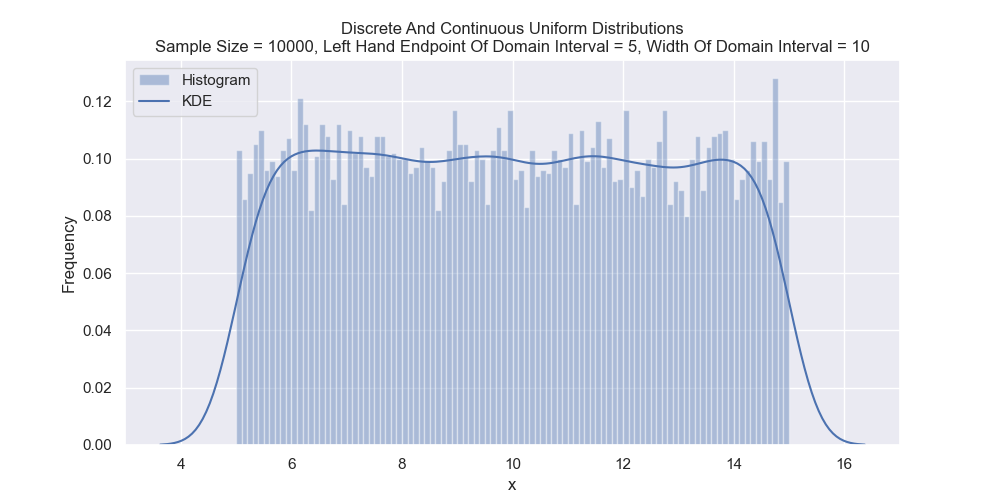 Discrete And Continuous Uniform Distributions
Sample Size = 10000, Left Hand Endpoint Of Domain Interval = 5, Width Of Domain Interval = 10
Histogram
KDE
0.12
0.10
0.08
0.06
0.04
0.02
0.00
Frequency
4 6 8 10 12 14 16
x